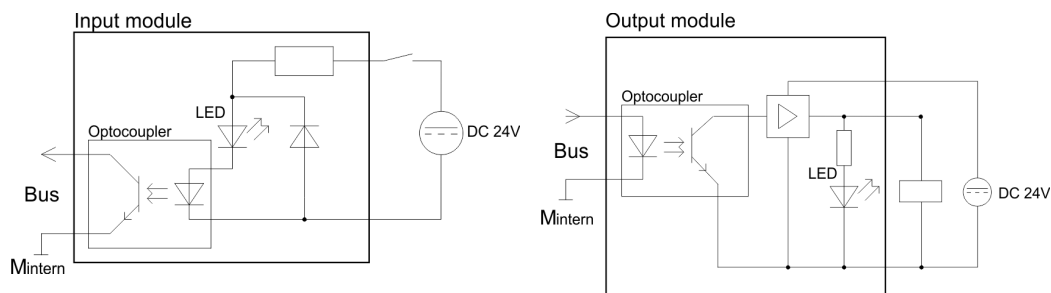 Input module
LED
Optocoupler
DC 24V
Bus
Mintern
Output module
Optocoupler
Bus
LED
DC 24V
Mintern